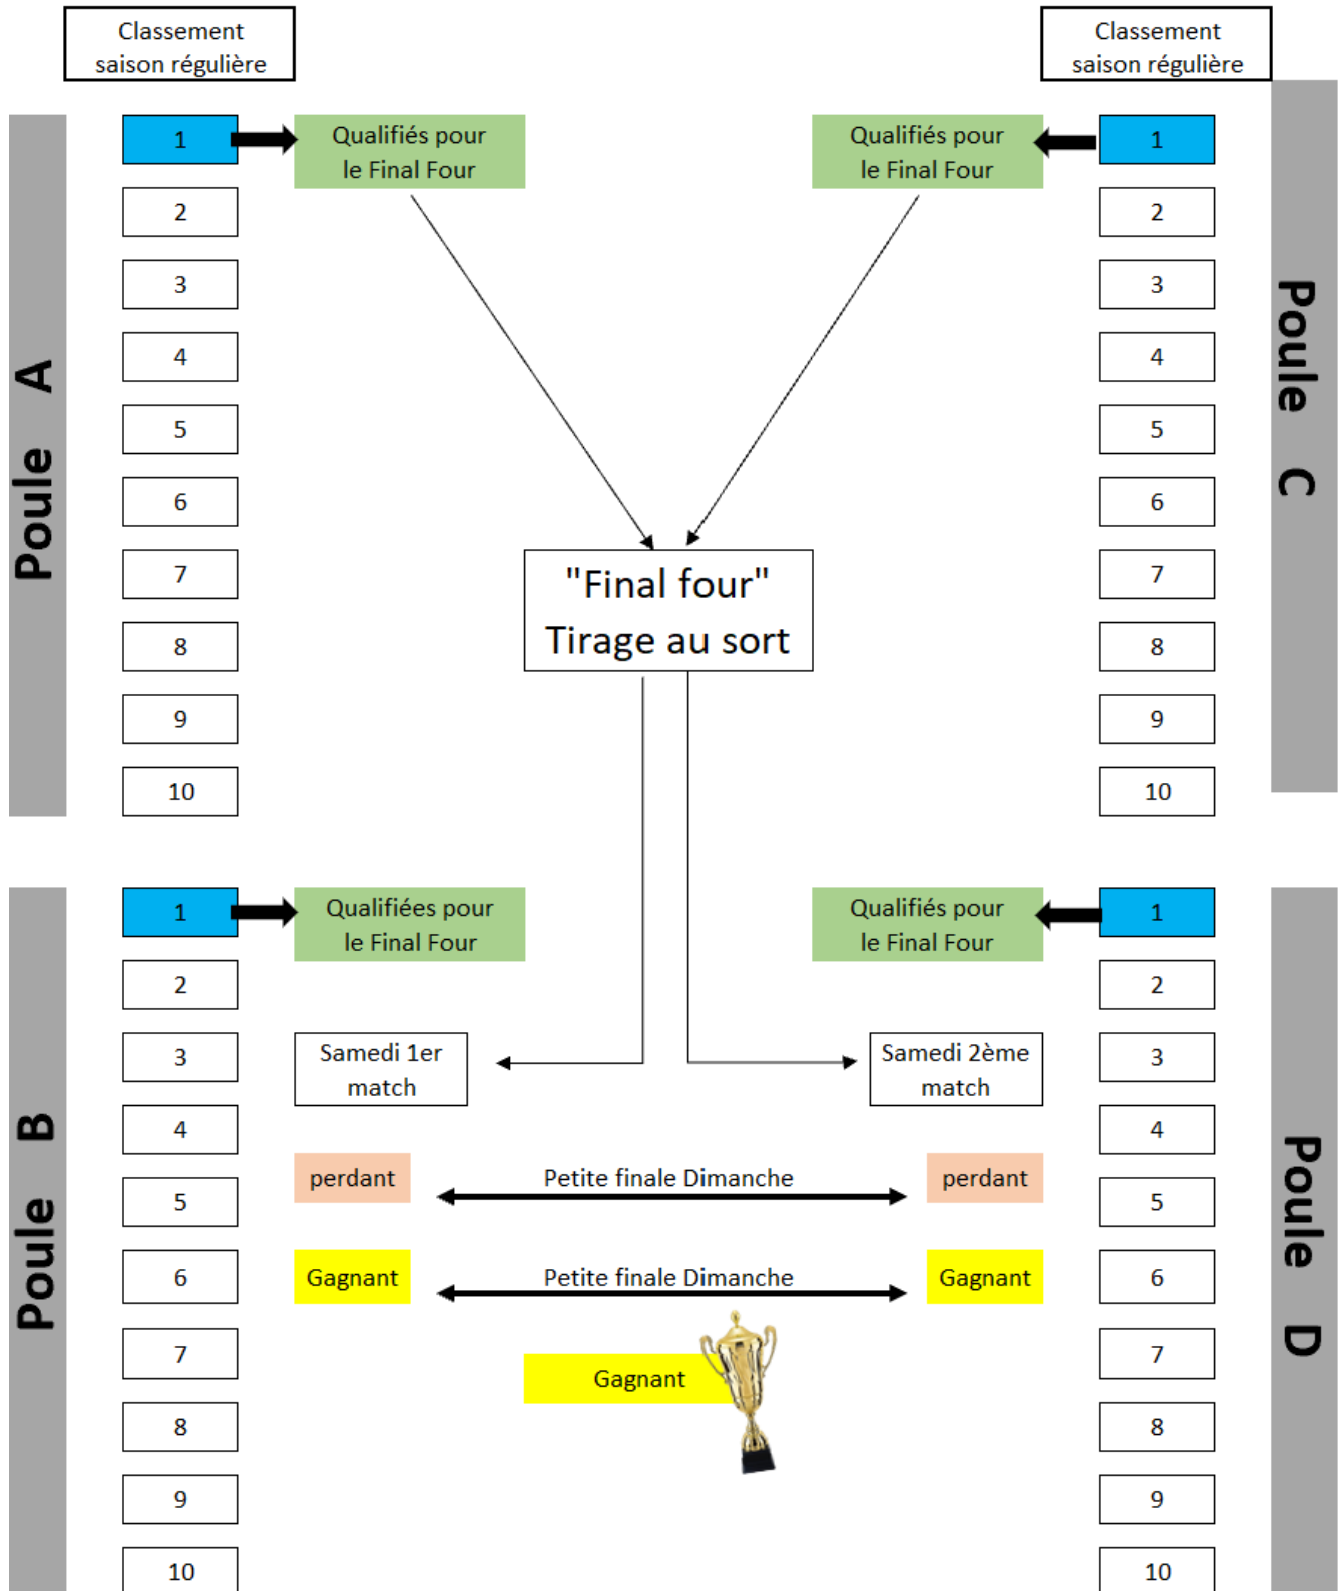 Classement
saison régulière
Classement
saison régulière
Poule A
1
2
3
4
5
6
7
8
9
10
Qualifiés pour
le Final Four
Qualifiés pour
le Final Four
1
2
3
4
5
6
7
8
9
10
Poule C
"Final four"
Tirage au sort
Poule B
1
2
3
4
5
6
7
8
9
10
Qualifiées pour
le Final Four
Qualifiés pour
le Final Four
Samedi 1er
match
Samedi 2ème
match
perdant
Petite finale Dimanche
perdant
Gagnant
Petite finale Dimanche
Gagnant
Gagnant
1
2
3
4
5
6
7
8
9
10
Poule D